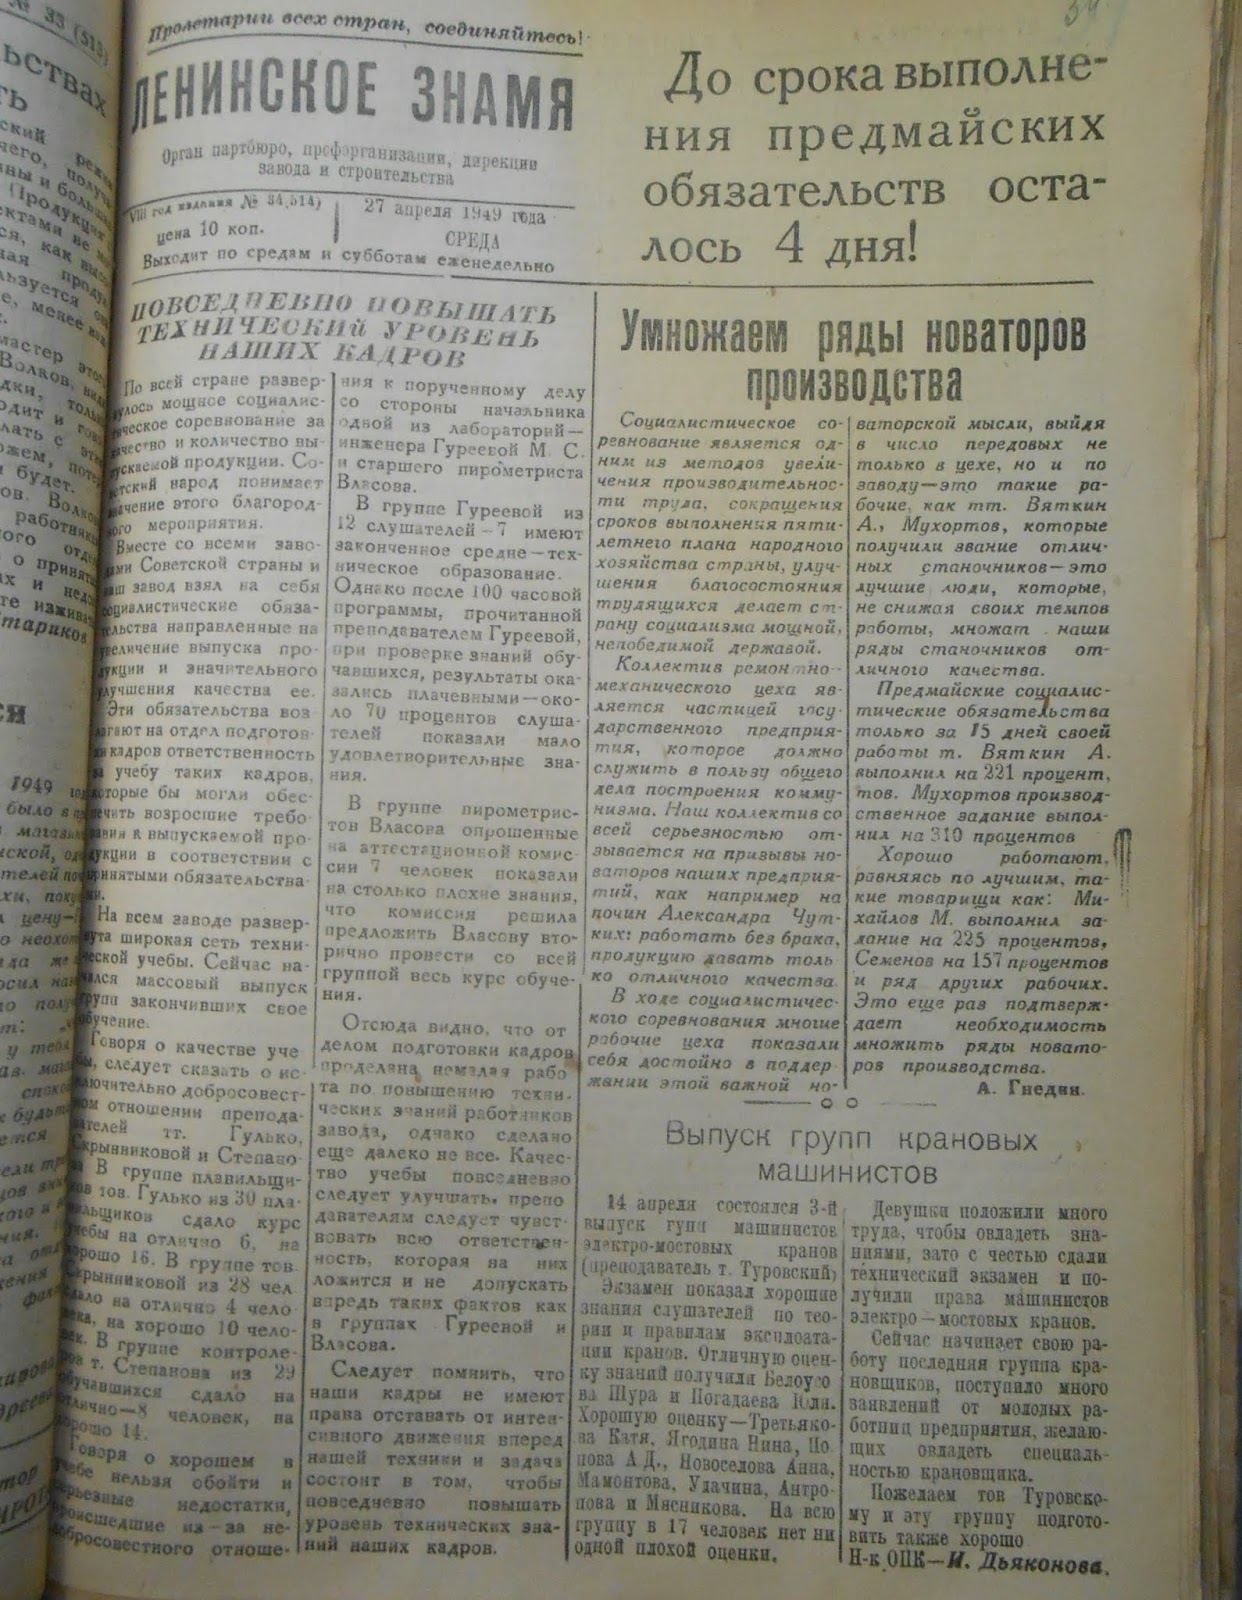 № 33 (513)
Пролетарии всех стран, соединяйтесь!
ЛЕНИНСКОЕ ЗНАМЯ
Орган партбюро, профорганизации, дирекции
завода и строительства
VIII год издания № 34,514)
27 апреля 1949 года
цена 10 коп.
СРЕДА
Выходит по средам и субботам еженедельно
До срока выполне-
ния предмайских
обязательств оста-
лось 4 дня!
ПОВСЕДНЕВНО ПОВЫШАТЬ
ТЕХНИЧЕСКИЙ УРОВЕНЬ
НАШИХ КАДРОВ
По всей стране развер-
нулось мощное социалис-
тическое соревнование за
качество и количество вы-
пускаемой продукции. Со-
ветский народ понимает
значение этого благород-
ного мероприятия.
Вместе со всеми заво-
дами Советской страны и
наш завод взял на себя
социалистические обяза-
тельства направленные на
увеличение выпуска про-
дукции и значительного
улучшения качества ее.
Эти обязательства воз
лагают на отдел подготов-
ки кадров ответственность
за учебу таких кадров,
которые бы могли обес-
печить возросшие требо-
вания к выпускаемой про-
дукции в соответствии с
принятыми обязательства-
ми.
На всем заводе развер-
нута широкая сеть техни-
ческой учебы. Сейчас на-
чался массовый выпуск
групп закончивших свое
обучение.
Говоря о качестве уче
бы, следует сказать о ис-
ключительно добросовест-
ном отношении препода-
вателей тт. Гулько,
Скрынниковой и Степано-
ва В группе плавильщи-
ков тов. Гулько из 30 пла-
вильщиков сдало курс
учебы на отлично 6, на
хорошо 16. В группе тов
Скрынниковой из 28 чел
сдало на отлично 4 чело-
века, на хорошо 10 чело-
век. В группе контроле-
ров т. Степанова из 29
обучавшихся сдало на
отлично—8 человек, на
хорошо 14.
Говоря о хорошем в
учебе нельзя обойти и
серьезные недостатки,
происшедшие из-за не-
добросовестного отноше-
ния к порученному делу
со стороны начальника
одной из лабораторий—
инженера Гуреевой М. С.
и старшего пирометриста
Власова.
В группе Гуреевой из
12 слушателей—7 имеют
законченное средне—тех-
ническое образование.
Однако после 100 часовой
программы, прочитанной
преподавателем Гуреевой,
при проверке знаний обу-
чавшихся, результаты ока-
зались плачевными—око-
ло 70 процентов слуша-
телей показали мало
удовлетворительные зна-
ния.
В группе пирометрис-
тов Власова опрошенные
на аттестационной комис-
сии 7 человек показали
на столько плохие знания,
что комиссия решила
предложить Власову вто-
рично провести со всей
группой весь курс обуче-
ния.
Отсюда видно, что от
делом подготовки кадров
проделана немалая рабо
та по повышению техни-
ческих знаний работников
завода, однако сделано
еще далеко не все. Качес-
тво учебы повседневно
следует улучшать, препо
давателям следует чувст-
вовать всю ответствен-
ность, которая на них
ложится и не допускать
впредь таких фактов как
в группах Гуреевой и
Власова.
Следует помнить, что
наши кадры не имеют
права отставать от интен-
сивного движения вперед
нашей техники и задача
состоит в том, чтобы
повседневно повышать
уровень технических зна-
ний наших кадров.
Умножаем ряды новаторов
производства
Социалистическое со-
ревнование является од-
ним из методов увели-
чения производительнос-
ти труда, сокращения
сроков выполнения пяти-
летнего плана народного
хозяйства страны, улуч-
шения благосостояния
трудящихся делает ст-
рану социализма мощной,
непобедимой державой.
Коллектив ремонтно-
механического цеха яв-
ляется частицей госу-
дарственного предприя-
тия, которое должно
служить в пользу общего
дела построения комму-
низма. Наш коллектив со
всей серьезностью от-
зывается на призывы но-
ваторов наших предприя-
тий, как например на
почин Александра Чут-
ких: работать без брака,
продукцию давать толь
ко отличного качества.
В ходе социалистичес-
кого соревнования многие
рабочие цеха показали
себя достойно в поддер
жании этой важной но-
ваторской мысли, выйдя
в число передовых не
только в цехе, но и по
заводу—это такие ра-
бочие, как тт. Вяткин
А., Мухортов, которые
получили звание отлич-
ных станочников—это
лучшие люди, которые,
не снижая своих темпов
работы, множат наши
ряды станочников от-
личного качества.
Предмайские социалис-
тические обязательства
только за 15 дней своей
работы т. Вяткин А.
выполнил на 221 процент,
тов. Мухортов производ-
ственное задание выпол-
нил на 310 процентов
Хорошо работают,
равняясь по лучшим, та-
кие товарищи как: Ми-
хайлов М. выполнил за-
дание на 225 процентов,
Семенов на 157 процентов
и ряд других рабочих.
Это еще раз подтверж-
дает необходимость
множить ряды новато-
ров производства.
А. Гнедин.
Выпуск групп крановых
машинистов
14 апреля состоялся 3-й
выпуск гупп машинистов
электро-мостовых кранов
(преподаватель т. Туровский)
Экзамен показал хорошие
знания слушателей по тео-
рии и правилам эксплоата-
ции кранов. Отличную оцен-
ку знаний получили Белоусо
ва Шура и Погадаева Юля.
Хорошую оценку—Третьяко-
ва Катя, Ягодина Нина, По
пова А Д., Новоселова Анна,
Мамонтова, Удачина, Антро-
пова и Мясникова. На всю
группу в 17 человек нет ни
одной плохой оценки.
Девушки положили много
труда, чтобы овладеть зна-
ниями, зато с честью сдали
технический экзамен и по-
лучили права машинистов
электро—мостовых кранов.
Сейчас начинает свою ра-
боту последняя группа кра-
новщиков, поступило много
заявлений от молодых ра-
ботниц предприятия, желаю-
щих овладеть специаль-
ностью крановщика.
Пожелаем тов Туровско-
му и эту группу подгото-
вить также хорошо
Н-к ОПК—И. Дьяконова.